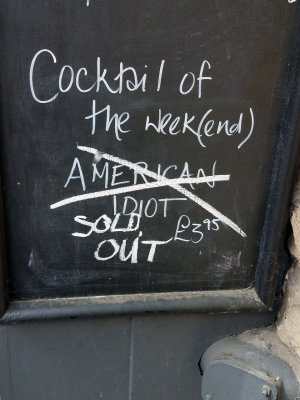 Cocktail of
the week(end)
AMERICAN
IDIOT
SOLD
OUT
£3.95